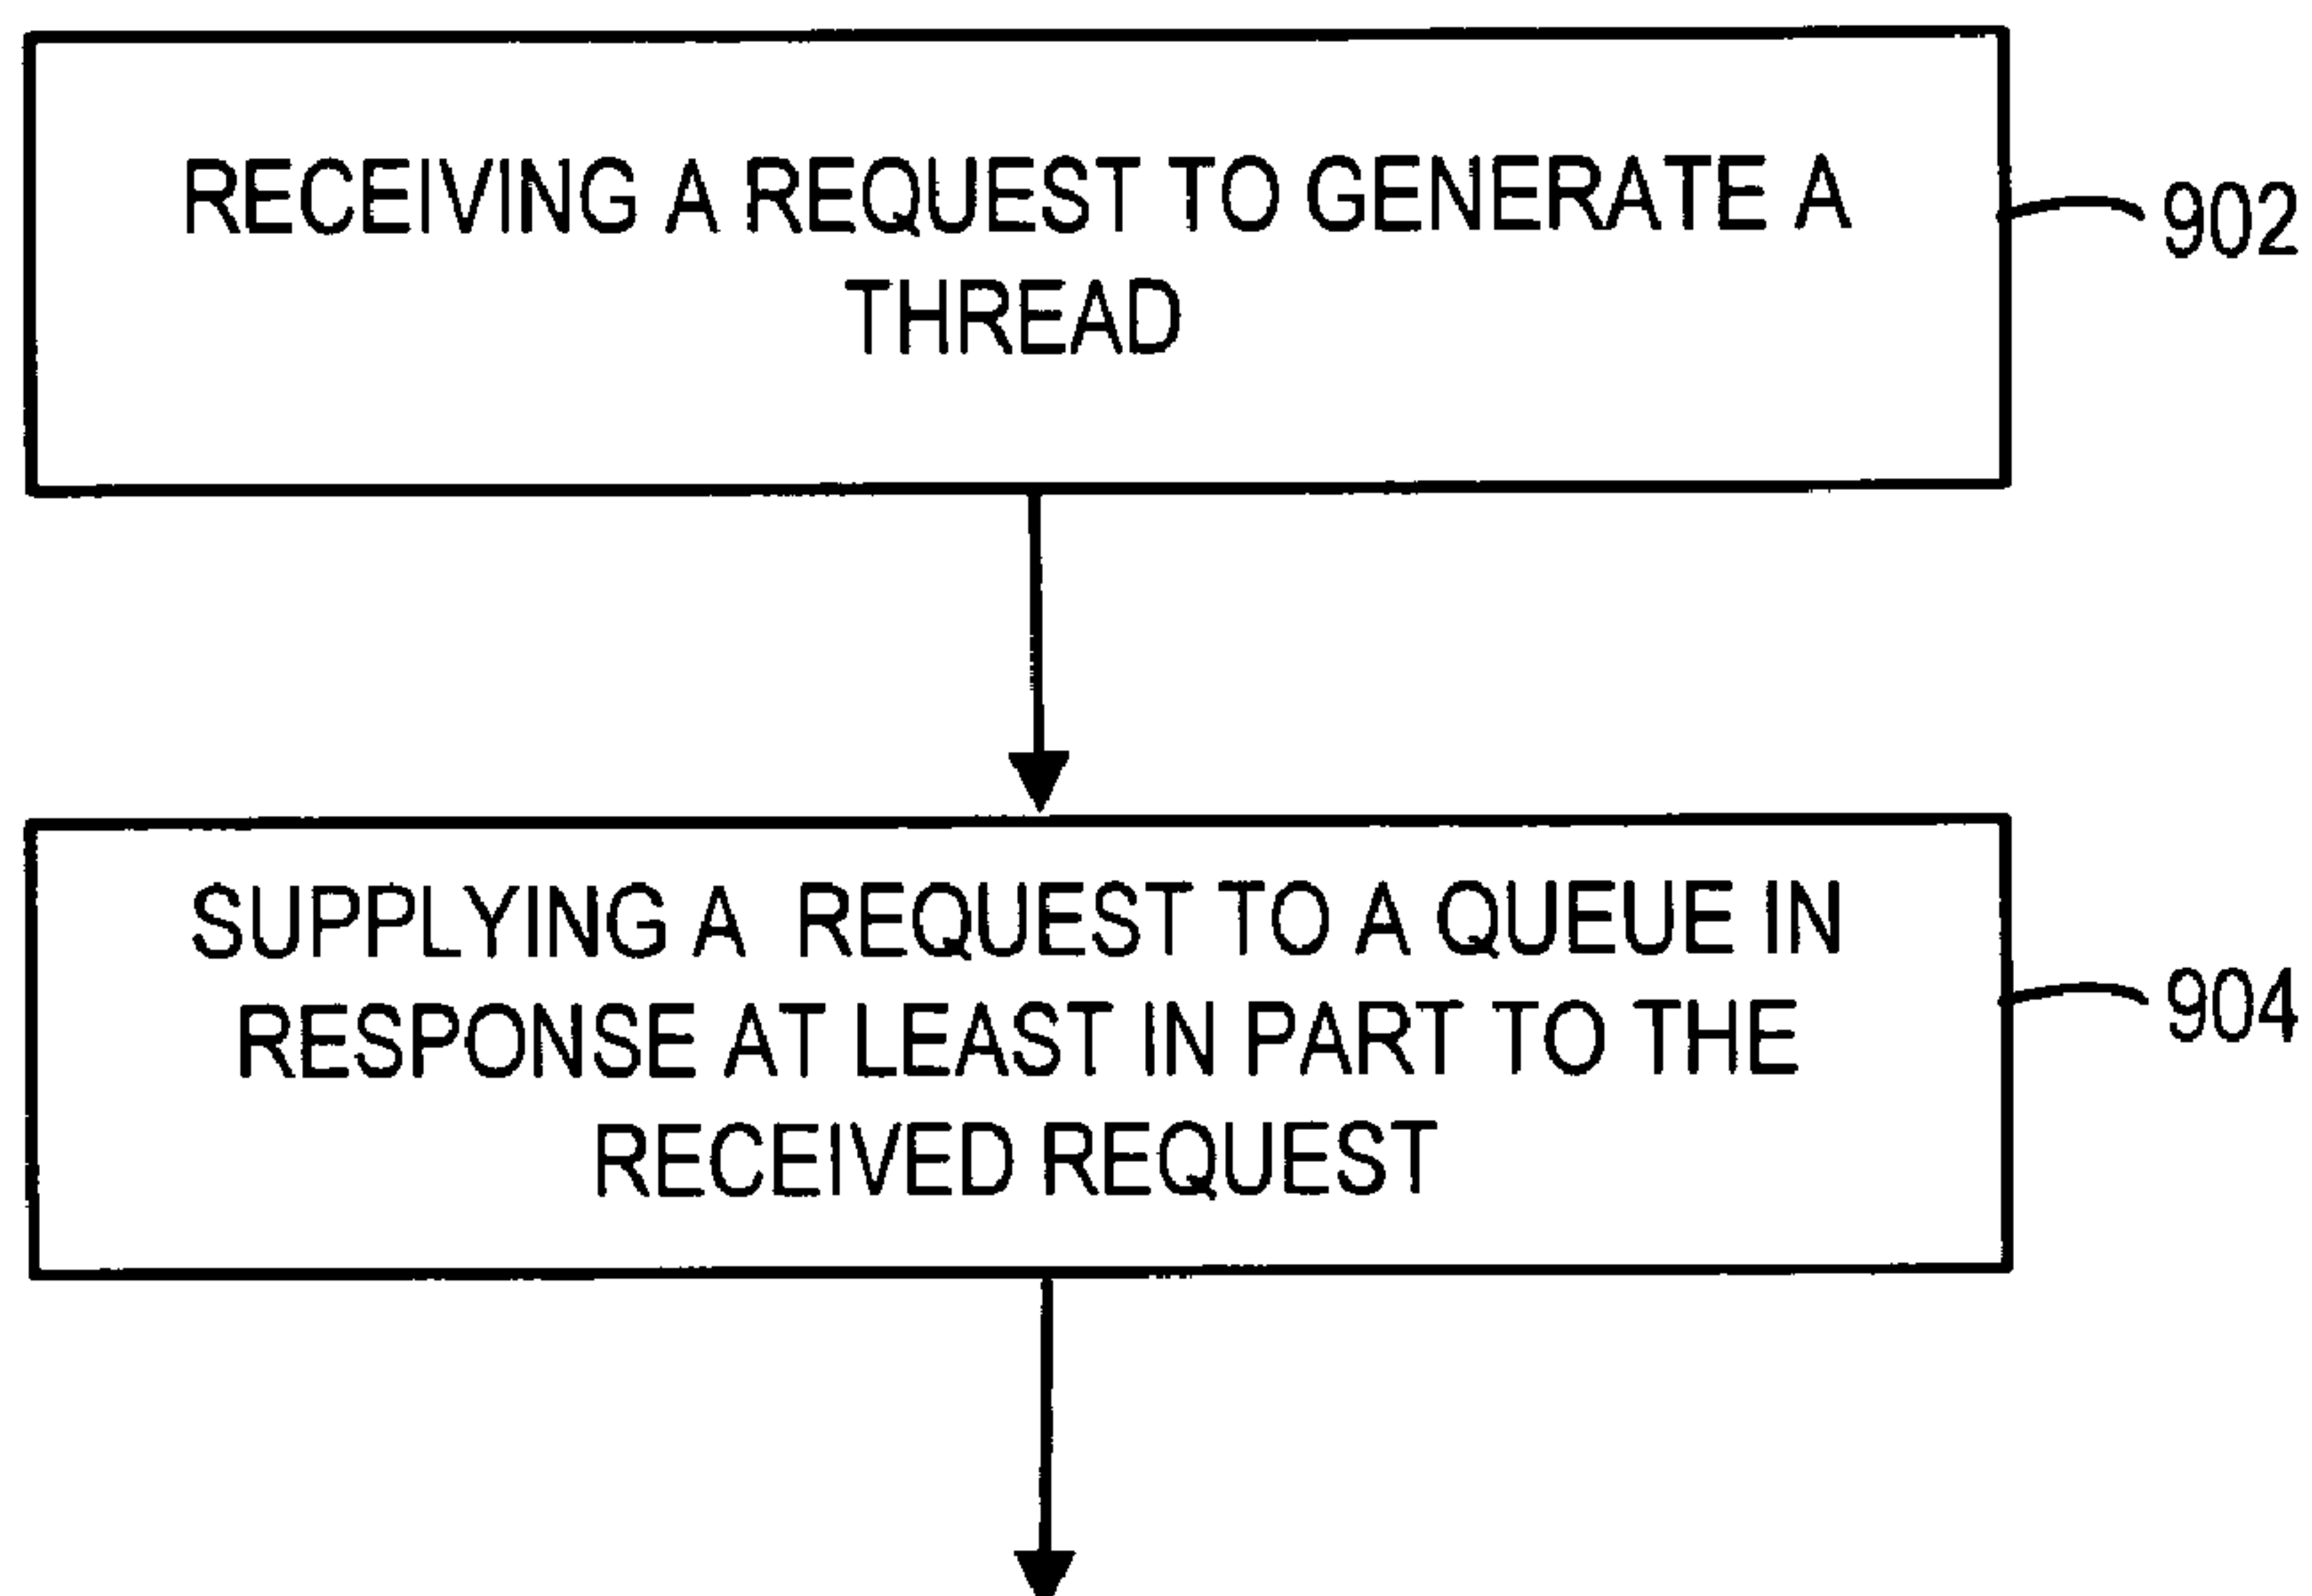 RECEIVING A REQUEST TO GENERATE A
THREAD
902
SUPPLYING A REQUEST TO A QUEUE IN
RESPONSE AT LEAST IN PART TO THE
RECEIVED REQUEST
904